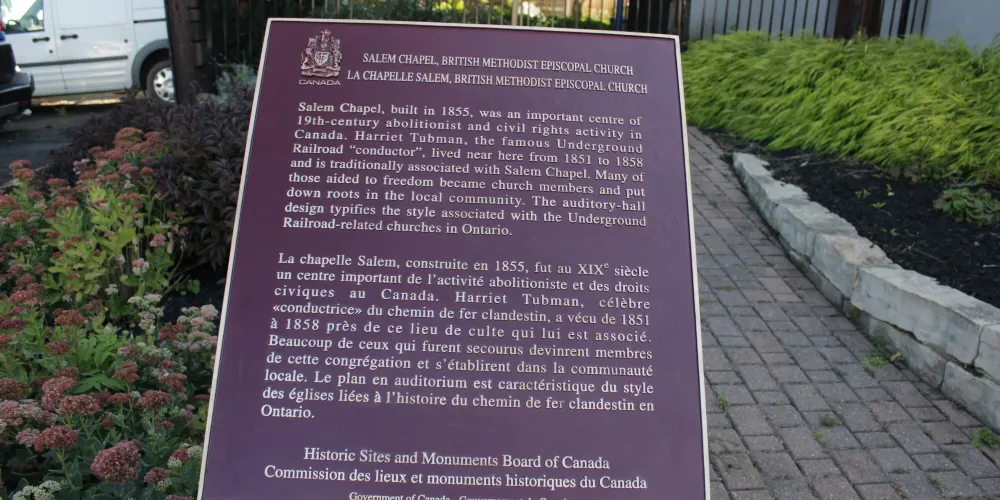 CANADA
SALEM CHAPEL, BRITISH METHODIST EPISCOPAL CHURCH
LA CHAPELLE SALEM, BRITISH METHODIST EPISCOPAL CHURCH
Salem Chapel, built in 1855, was an important centre of
19th-century abolitionist and civil rights activity in
Canada. Harriet Tubman, the famous Underground
Railroad “conductor”, lived near here from 1851 to 1858
and is traditionally associated with Salem Chapel. Many of
those aided to freedom became church members and put
down roots in the local community. The auditory-hall
design typifies the style associated with the Underground
Railroad-related churches in Ontario.
La chapelle Salem, construite en 1855, fut au XIXe siècle
un centre important de l’activité abolitioniste et des droits
civiques au Canada. Harriet Tubman, célèbre
«conductrice» du chemin de fer clandestin, a vécu de 1851
à 1858 près de ce lieu de culte qui lui est associé.
Beaucoup de ceux qui furent secourus devinrent membres
de cette congrégation et s’établirent dans la communauté
locale. Le plan en auditorium est caractéristique du style
des églises liées à l’histoire du chemin de fer clandestin en
Ontario.
Historic Sites and Monuments Board of Canada
Commission des lieux et monuments historiques du Canada
Government of Canada